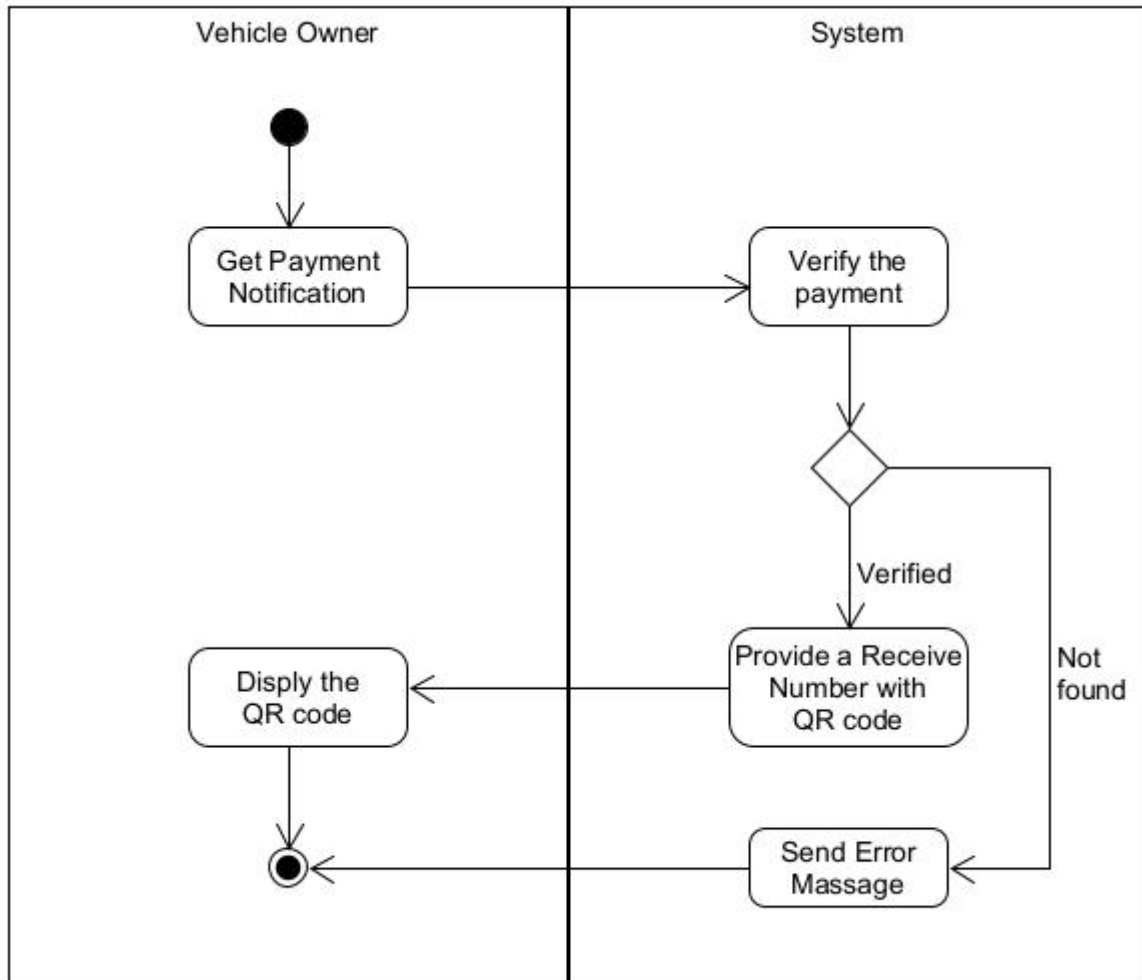 Vehicle Owner
System
Get Payment
Notification
Verify the
payment
Verified
Not
found
Provide a Receive
Number with
QR code
Disply the
QR code
Send Error
Massage